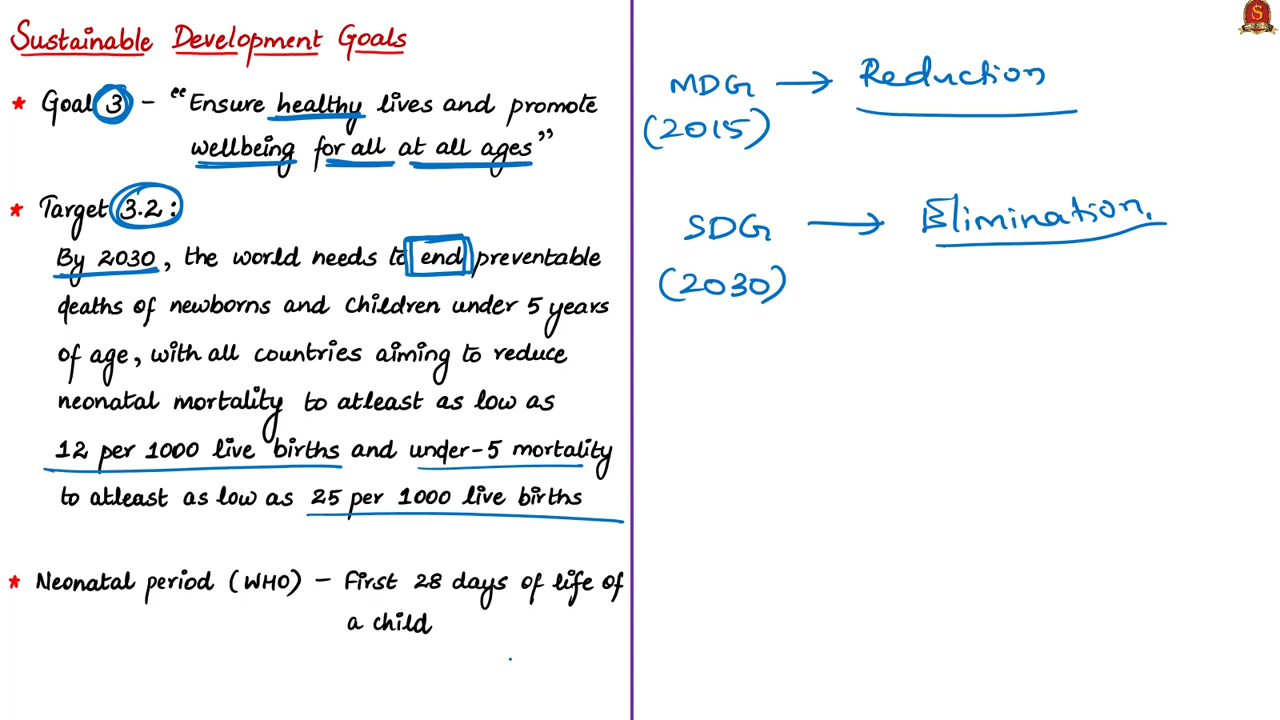 Sustainable Development Goals
* Goal 3 - "Ensure healthy lives and promote
wellbeing for all at all ages"
* Target 3.2:
By 2030, the world needs to end preventable
deaths of newborns and children under 5 years
of age, with all countries aiming to reduce
neonatal mortality to atleast as low as
12 per 1000 live births and under-5 mortality
to atleast as low as 25 per 1000 live births
* Neonatal period (WHO) - First 28 days of life of
a child
MDG → Reduction
(2015)
SDG → Elimination.
(2030)
S